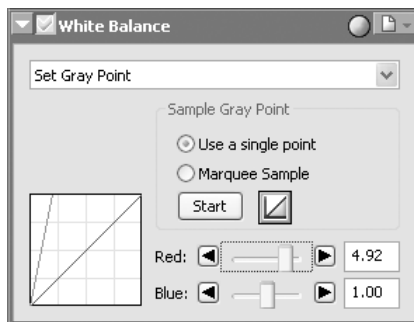 White Balance
Set Gray Point
Sample Gray Point
Use a single point
Marquee Sample
Start
Red: 4.92
Blue: 1.00